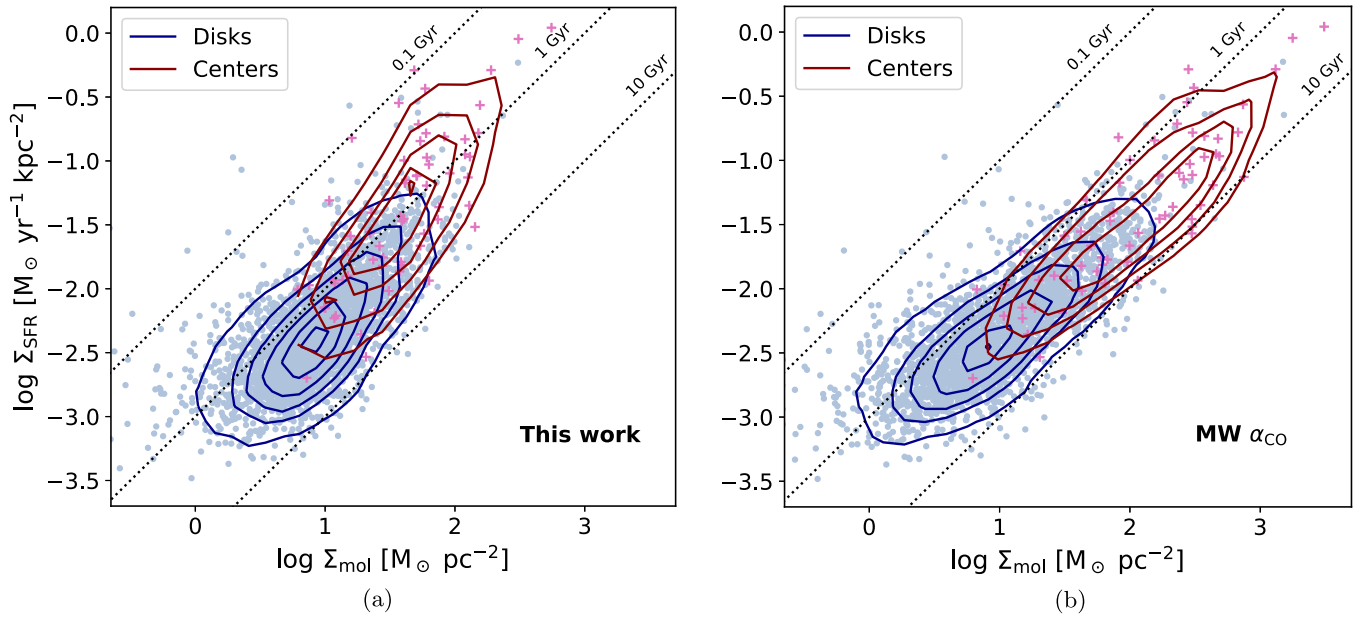 Disks
Centers
0.1 Gyr
1 Gyr
10 Gyr
0.0
−0.5
−1.0
−1.5
−2.0
−2.5
−3.0
−3.5
log Σ_SFR [M_⊙ yr⁻¹ kpc⁻²]
This work
0
1
2
3
log Σ_mol [M_⊙ pc⁻²]
(a)
Disks
Centers
0.1 Gyr
1 Gyr
10 Gyr
0.0
−0.5
−1.0
−1.5
−2.0
−2.5
−3.0
−3.5
MW α_CO
0
1
2
3
log Σ_mol [M_⊙ pc⁻²]
(b)